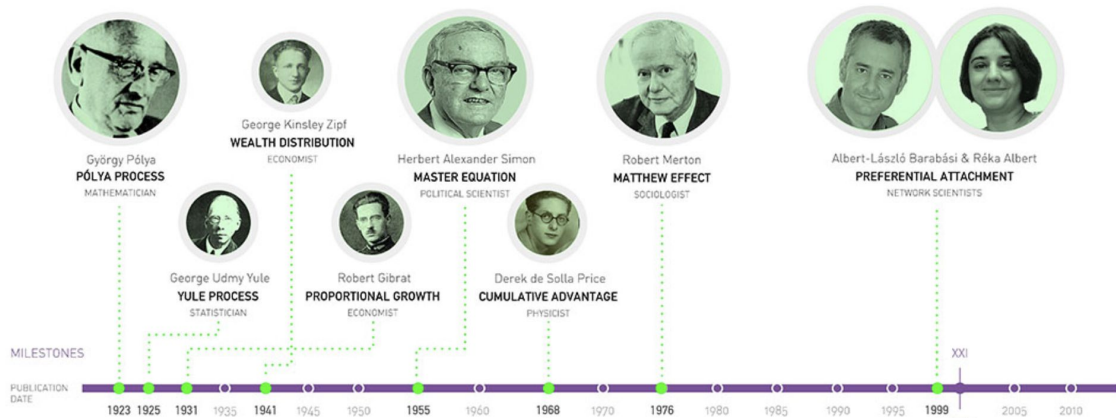 György Pólya
PÓLYA PROCESS
MATHEMATICIAN
George Kinsley Zipf
WEALTH DISTRIBUTION
ECONOMIST
Herbert Alexander Simon
MASTER EQUATION
POLITICAL SCIENTIST
Robert Merton
MATTHEW EFFECT
SOCIOLOGIST
Albert-László Barabási & Réka Albert
PREFERENTIAL ATTACHMENT
NETWORK SCIENTISTS
George Udmy Yule
YULE PROCESS
STATISTICIAN
Robert Gibrat
PROPORTIONAL GROWTH
ECONOMIST
Derek de Solla Price
CUMULATIVE ADVANTAGE
PHYSICIST
MILESTONES
XXI
PUBLICATION
DATE
1923 1925 1931 1935 1941 1945 1950 1955 1960 1968 1970 1976 1980 1985 1990 1995 1999 2005 2010